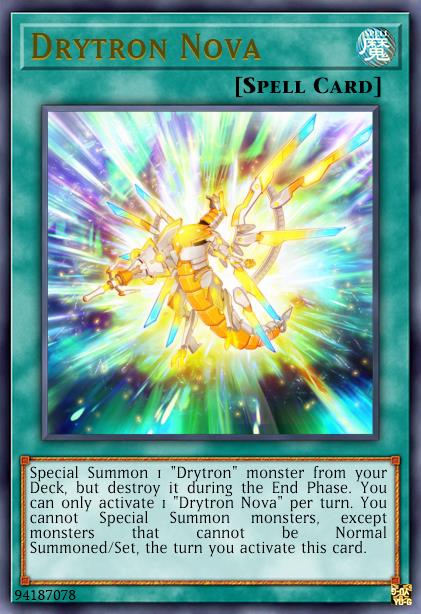 Drytron Nova
SPELL
魔
[Spell Card]
Special Summon 1 "Drytron" monster from your
Deck, but destroy it during the End Phase. You
can only activate 1 "Drytron Nova" per turn. You
cannot Special Summon monsters, except
monsters that cannot be Normal
Summoned/Set, the turn you activate this card.
94187078